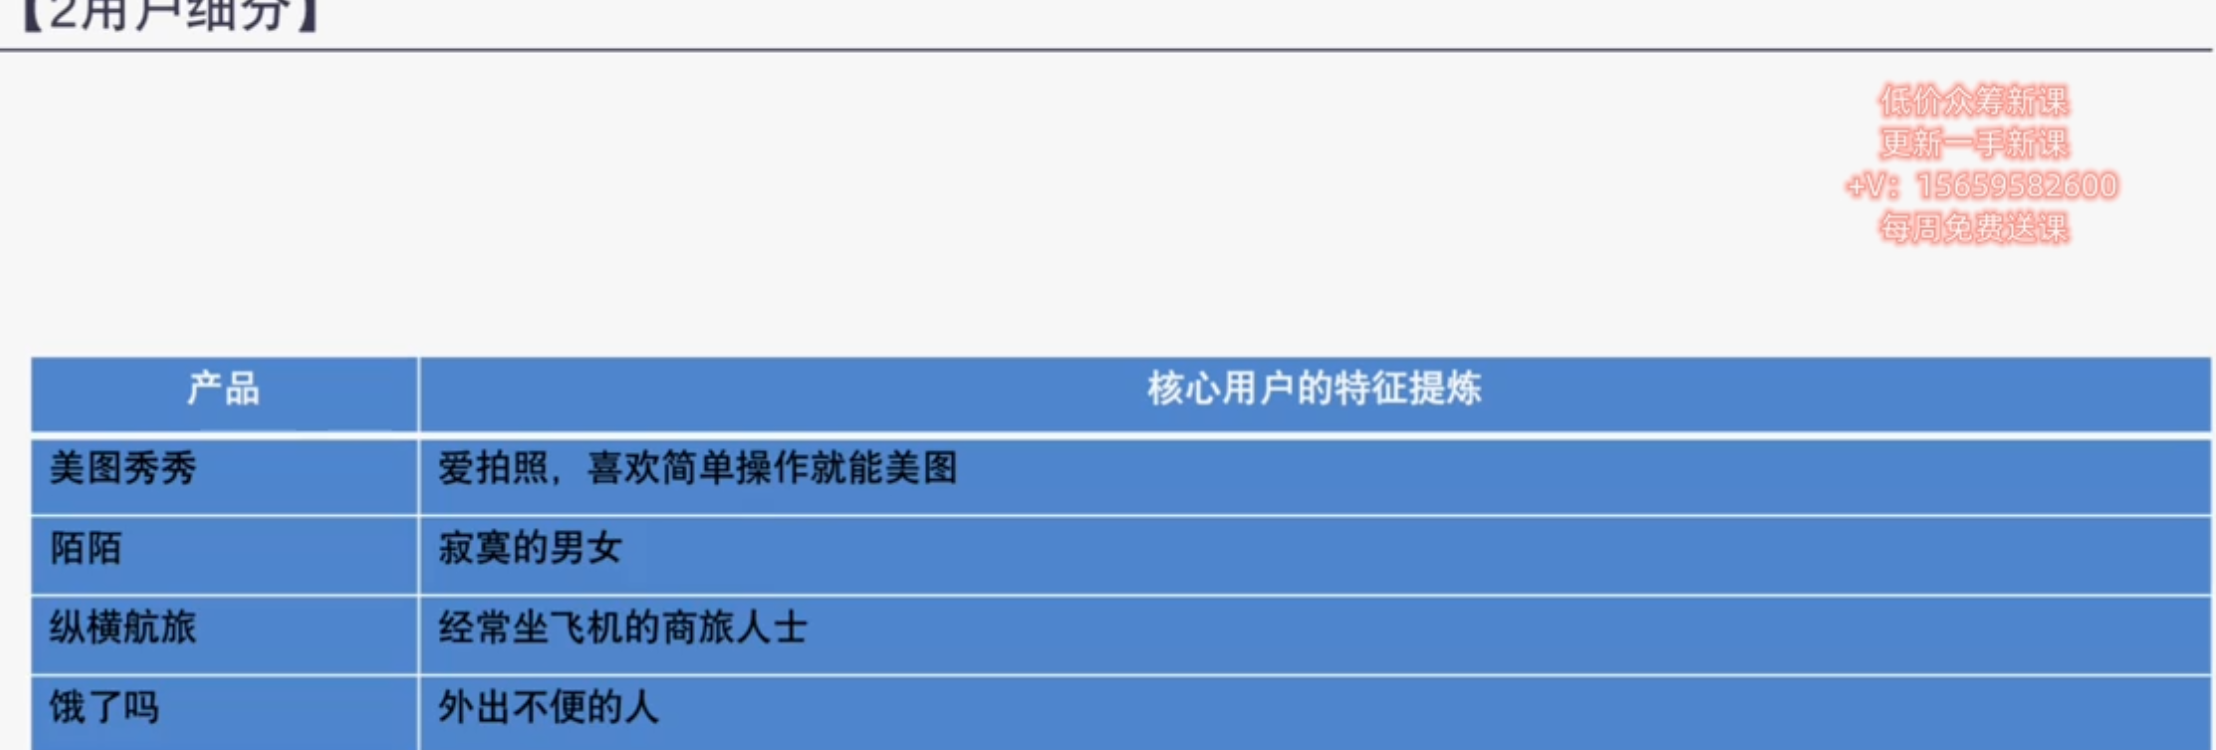 【2用户细分】
低价众筹新课
更新一手新课
+V：15659582600
每周免费送课
产品 核心用户的特征提炼
美图秀秀 爱拍照，喜欢简单操作就能美图
陌陌 寂寞的男女
纵横航旅 经常坐飞机的商旅人士
饿了吗 外出不便的人